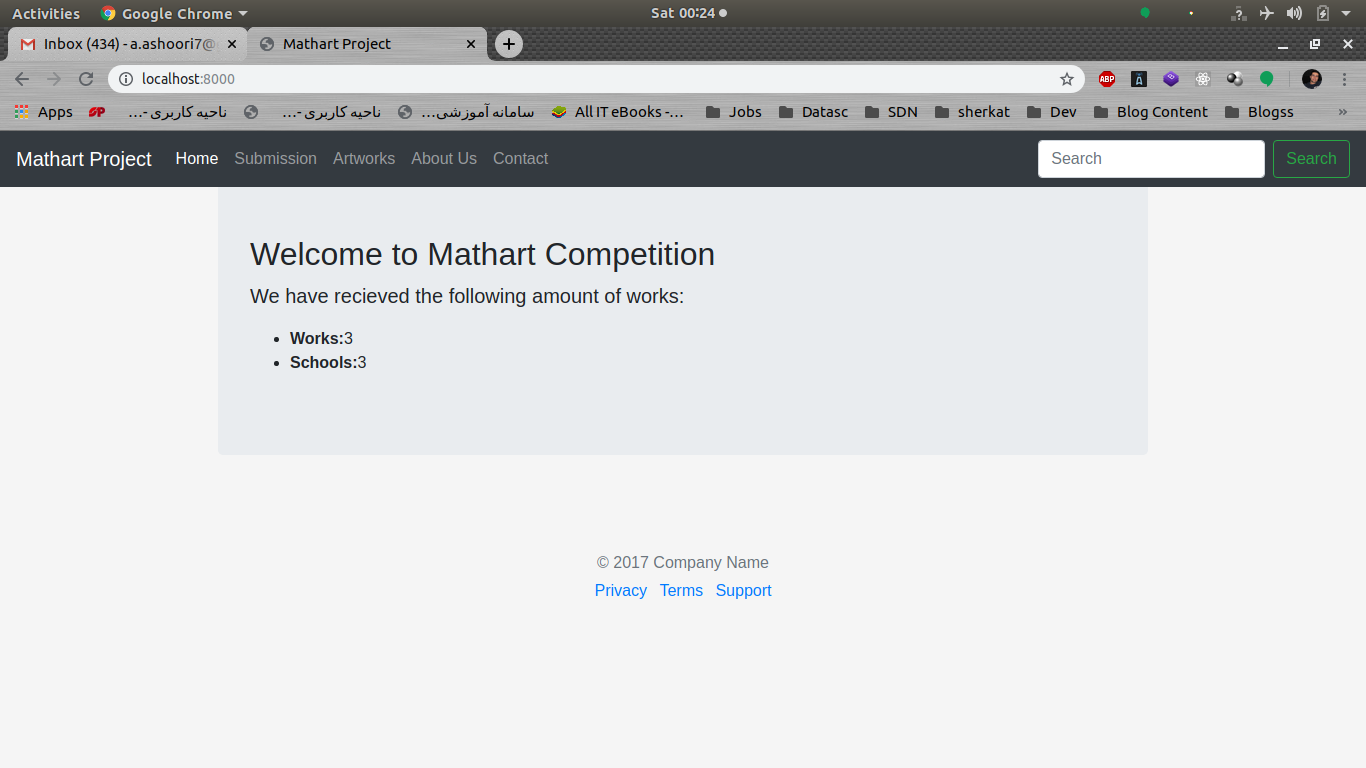 Activities Google Chrome Sat 00:24
Inbox (434) - a.ashoori7@ Mathart Project
localhost:8000 ABP
Apps ناحیه کاربری -... ناحیه کاربری -... سامانه آموزشی... All IT eBooks -... Jobs Datasc SDN sherkat Dev Blog Content Blogss »
Mathart Project Home Submission Artworks About Us Contact Search Search
Welcome to Mathart Competition
We have recieved the following amount of works:
• Works:3
• Schools:3
© 2017 Company Name
Privacy Terms Support